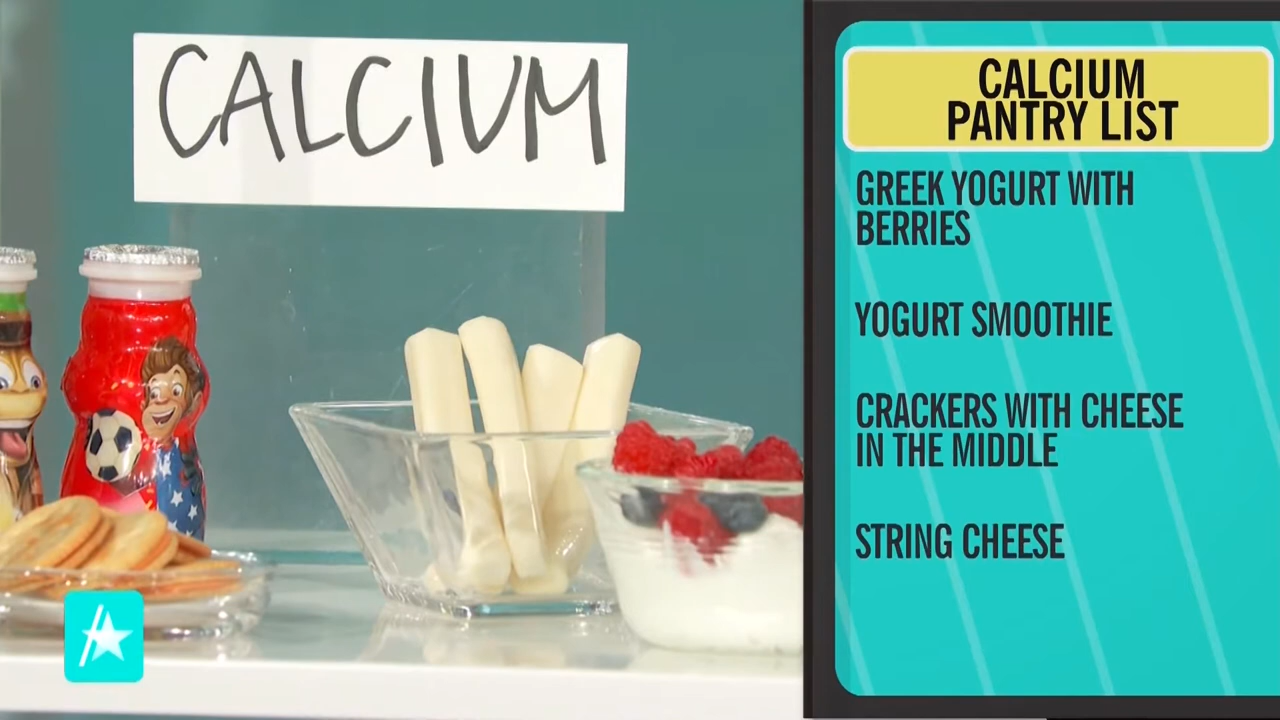 CALCIUM
CALCIUM
PANTRY LIST
GREEK YOGURT WITH
BERRIES
YOGURT SMOOTHIE
CRACKERS WITH CHEESE
IN THE MIDDLE
STRING CHEESE